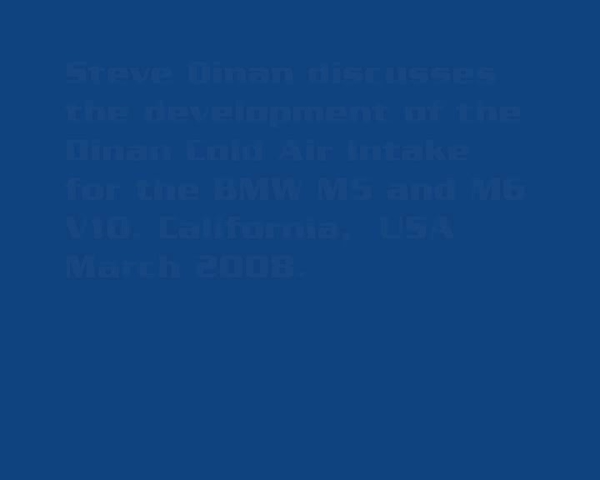 Steve Dinan discusses
the development of the
Dinan Cold Air Intake
for the BMW M5 and M6
V10. California, USA
March 2008.